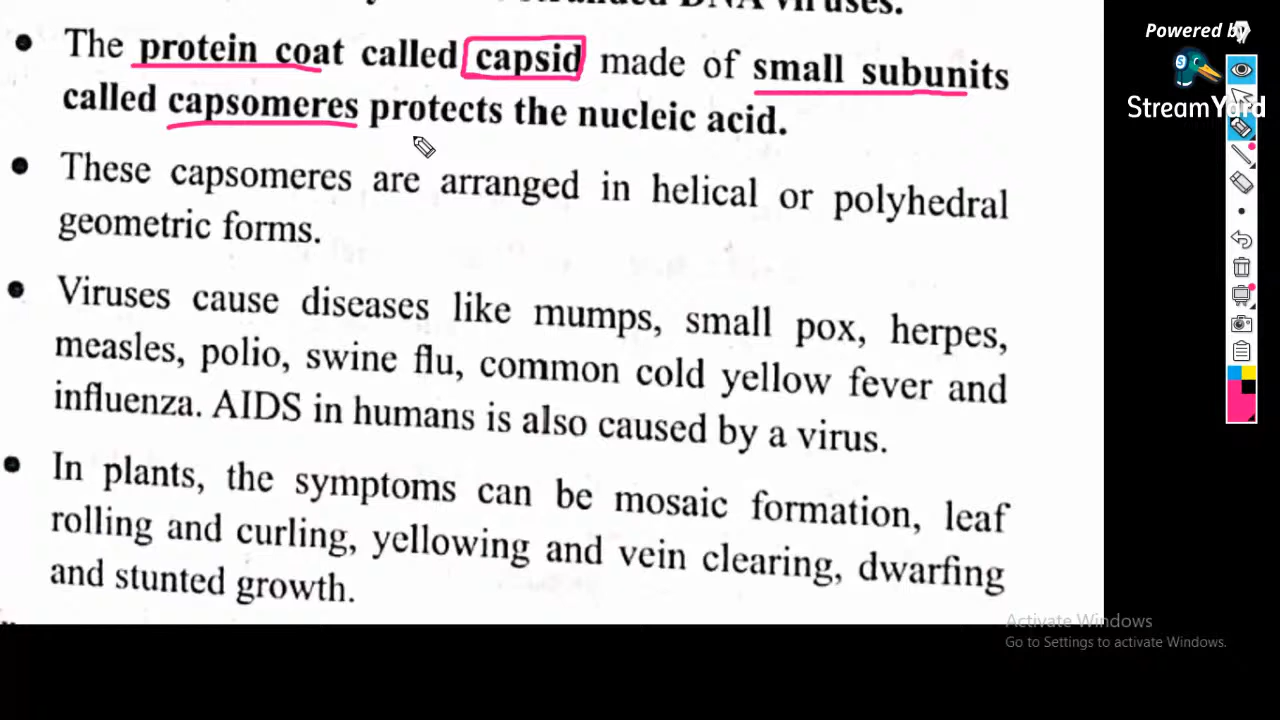 stranded DNA viruses.
• The protein coat called capsid made of small subunits
called capsomeres protects the nucleic acid.
• These capsomeres are arranged in helical or polyhedral
geometric forms.
• Viruses cause diseases like mumps, small pox, herpes,
measles, polio, swine flu, common cold yellow fever and
influenza. AIDS in humans is also caused by a virus.
• In plants, the symptoms can be mosaic formation, leaf
rolling and curling, yellowing and vein clearing, dwarfing
and stunted growth.
Powered by
StreamYard
Activate Windows
Go to Settings to activate Windows.